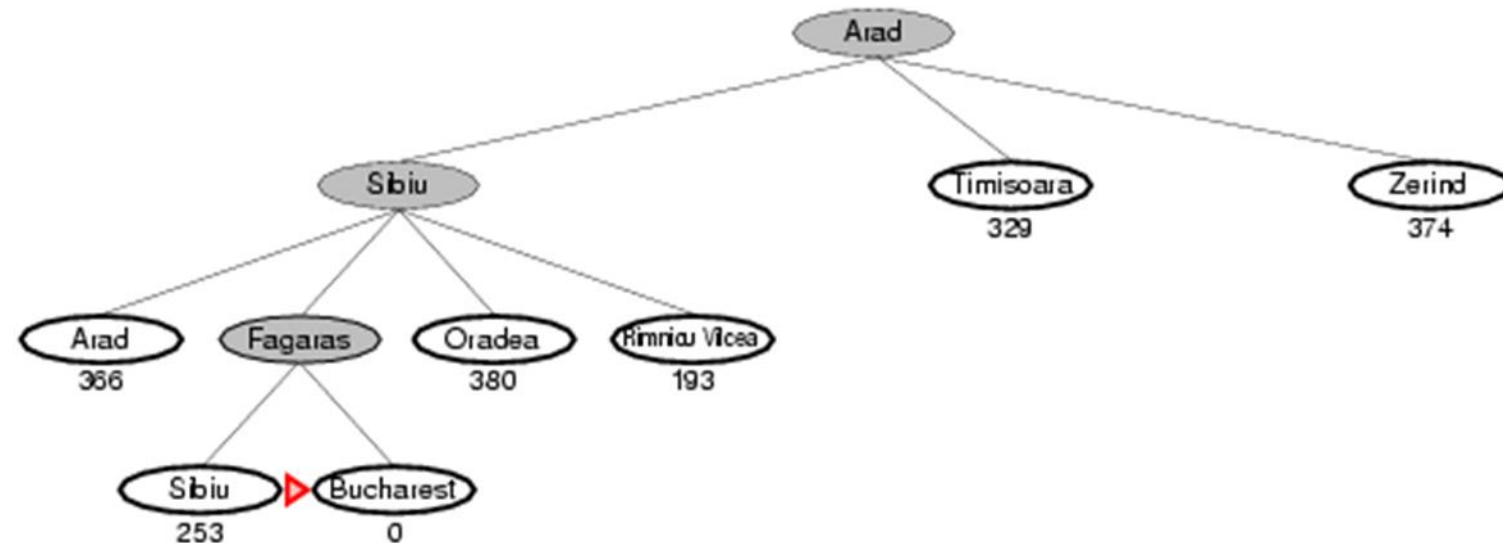 Arad
Sibiu
Timisoara
Zerind
329
374
Arad
Fagaras
Oradea
Rimnicu Vilcea
366
380
193
Sibiu
Bucharest
253
0